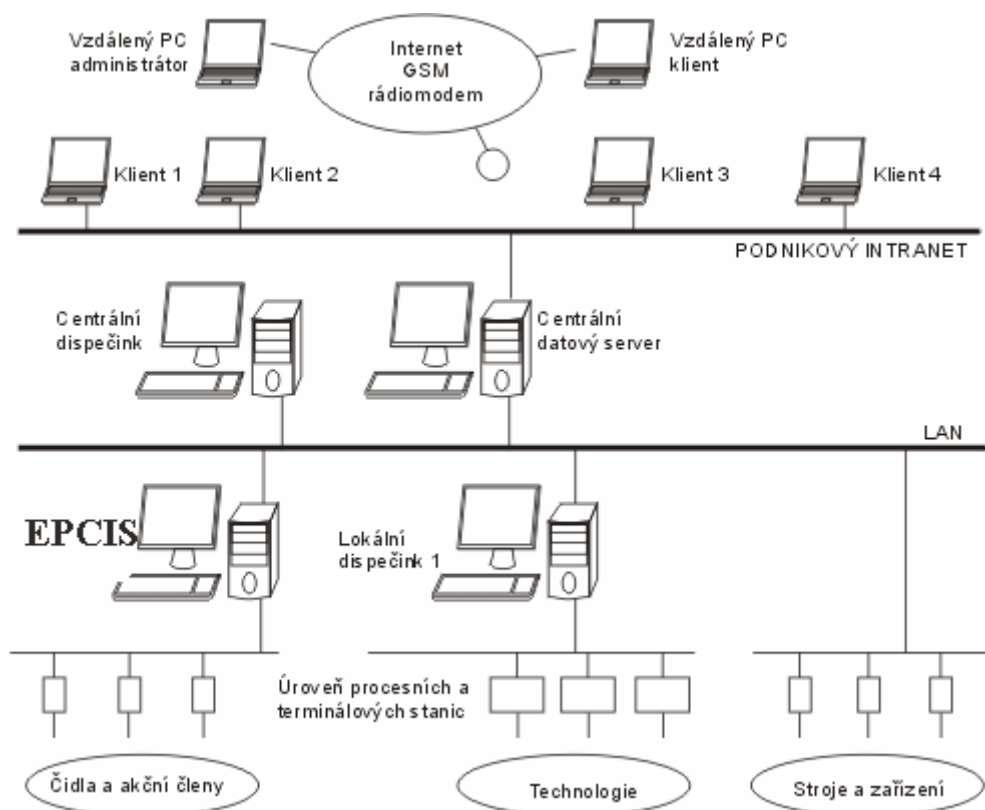 Vzdálený PC
administrátor
Internet
GSM
rádiomodem
Vzdálený PC
klient
Klient 1
Klient 2
Klient 3
Klient 4
PODNIKOVÝ INTRANET
Centrální
dispečink
Centrální
datový server
LAN
EPCIS
Lokální
dispečink 1
Úroveň procesních a
terminálových stanic
Čidla a akční členy
Technologie
Stroje a zařízení